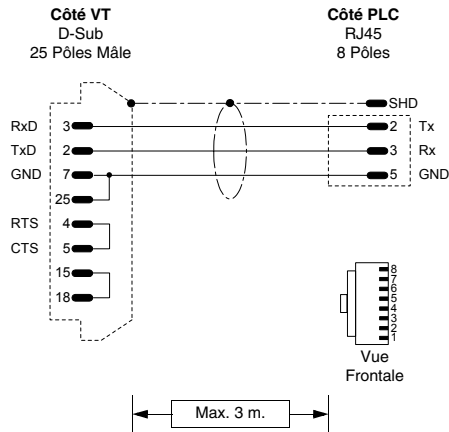 Côté VT
D-Sub
25 Pôles Mâle
Côté PLC
RJ45
8 Pôles
SHD
RxD 3
2 Tx
TxD 2
3 Rx
GND 7
5 GND
25
RTS 4
CTS 5
15
18
8
7
6
5
4
3
2
1
Vue
Frontale
Max. 3 m.